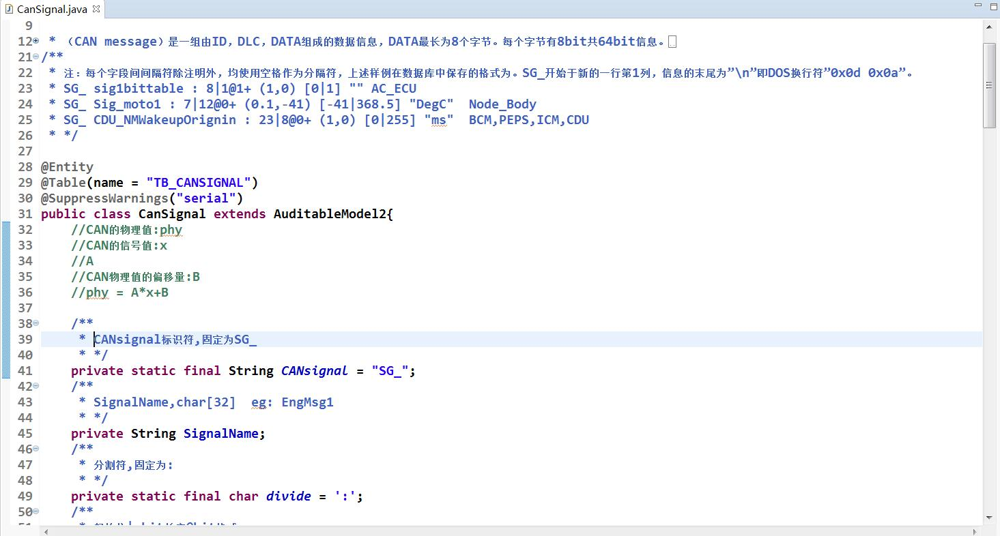 CanSignal.java
9
12 * （CAN message）是一组由ID，DLC，DATA组成的数据信息，DATA最长为8个字节。每个字节有8bit共64bit信息。
21 /**
22 * 注：每个字段间间隔符除注明外，均使用空格作为分隔符，上述样例在数据库中保存的格式为。SG_开始于新的一行第1列，信息的末尾为”\n”即DOS换行符”0x0d 0x0a”。
23 * SG_ sig1bittable : 8|1@1+ (1,0) [0|1] "" AC_ECU
24 * SG_ Sig_moto1 : 7|12@0+ (0.1,-41) [-41|368.5] "DegC"  Node_Body
25 * SG_ CDU_NMWakeupOrignin : 23|8@0+ (1,0) [0|255] "ms"  BCM,PEPS,ICM,CDU
26 * */
27
28 @Entity
29 @Table(name = "TB_CANSIGNAL")
30 @SuppressWarnings("serial")
31 public class CanSignal extends AuditableModel2{
32 //CAN的物理值:phy
33 //CAN的信号值:x
34 //A
35 //CAN物理值的偏移量:B
36 //phy = A*x+B
37
38 /**
39 * CANsignal标识符,固定为SG_
40 * */
41 private static final String CANsignal = "SG_";
42 /**
43 * SignalName,char[32]  eg: EngMsg1
44 * */
45 private String SignalName;
46 /**
47 * 分割符,固定为:
48 * */
49 private static final char divide = ':';
50 /**